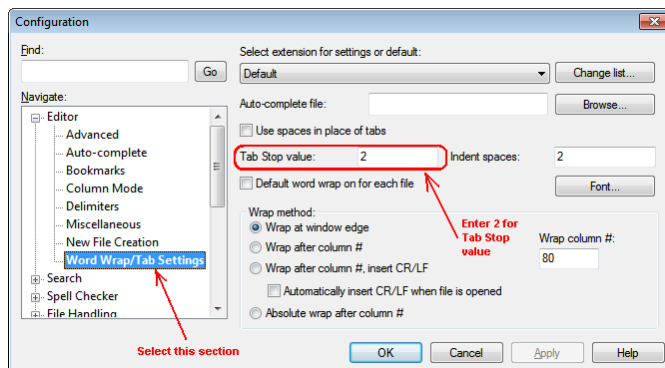 Configuration
Find:
Go
Navigate:
Editor
Advanced
Auto-complete
Bookmarks
Column Mode
Delimiters
Miscellaneous
New File Creation
Word Wrap/Tab Settings
Search
Spell Checker
File Handling
Select this section
Select extension for settings or default:
Default
Change list...
Auto-complete file:
Browse...
Use spaces in place of tabs
Tab Stop value: 2 Indent spaces: 2
Default word wrap on for each file
Font...
Wrap method:
Wrap at window edge
Wrap after column #
Wrap after column #, insert CR/LF
Automatically insert CR/LF when file is opened
Absolute wrap after column #
Enter 2 for
Tab Stop
value
Wrap column #:
80
OK Cancel Apply Help